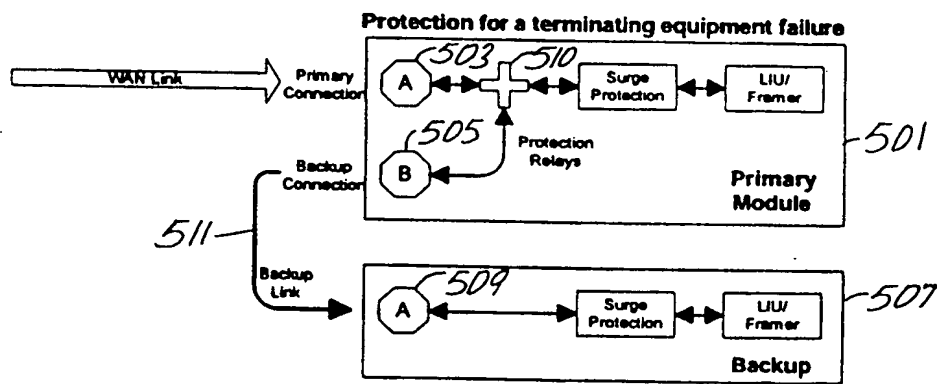 Protection for a terminating equipment failure
503
510
WAN Link
Primary
Connection
A
Surge
Protection
LIU/
Framer
505
501
Protection
Relays
Backup
Connection
B
Primary
Module
511
Backup
Link
509
507
A
Surge
Protection
LIU/
Framer
Backup